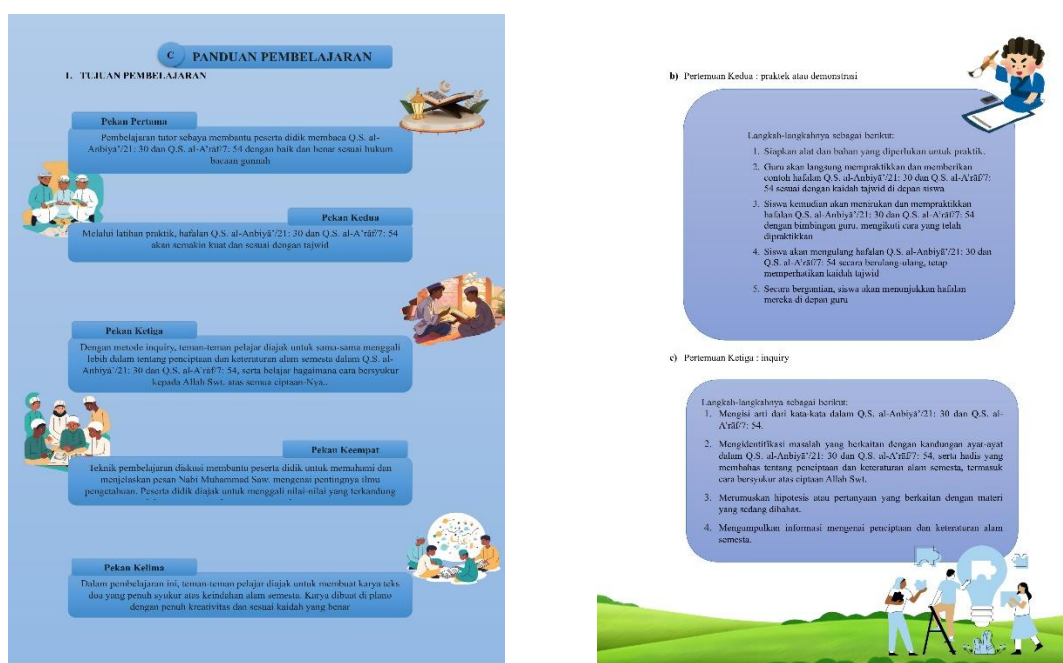 C PANDUAN PEMBELAJARAN
1. TUJUAN PEMBELAJARAN
Pekan Pertama
Pembelajaran tutor sebaya membantu peserta didik membaca Q.S. al-
Anbiyā’/21: 30 dan Q.S. al-A’rāf/7: 54 dengan baik dan benar sesuai hukum
bacaan gunnah
Pekan Kedua
Melalui latihan praktik, hafalan Q.S. al-Anbiyā’/21: 30 dan Q.S. al-A’rāf/7: 54
akan semakin kuat dan sesuai dengan tajwid
Pekan Ketiga
Dengan metode inquiry, teman-teman pelajar diajak untuk sama-sama menggali
lebih dalam tentang penciptaan dan keteraturan alam semesta dalam Q.S. al-
Anbiyā’/21: 30 dan Q.S. al-A’rāf/7: 54, serta belajar bagaimana cara bersyukur
kepada Allah Swt. atas semua ciptaan-Nya..
Pekan Keempat
Teknik pembelajaran diskusi membantu peserta didik untuk memahami dan
menjelaskan pesan Nabi Muhammad Saw. mengenai pentingnya ilmu
pengetahuan. Peserta didik diajak untuk menggali nilai-nilai yang terkandung
Pekan Kelima
Dalam pembelajaran ini, teman-teman pelajar diajak untuk membuat karya teks
doa yang penuh syukur atas keindahan alam semesta. Karya dibuat di plano
dengan penuh kreativitas dan sesuai kaidah yang benar
b) Pertemuan Kedua : praktek atau demonstrasi
Langkah-langkahnya sebagai berikut:
1. Siapkan alat dan bahan yang diperlukan untuk praktik.
2. Guru akan langsung mempraktikkan dan memberikan
contoh hafalan Q.S. al-Anbiyā’/21: 30 dan Q.S. al-A’rāf/7:
54 sesuai dengan kaidah tajwid di depan siswa
3. Siswa kemudian akan menirukan dan mempraktikkan
hafalan Q.S. al-Anbiyā’/21: 30 dan Q.S. al-A’rāf/7: 54
dengan bimbingan guru, mengikuti cara yang telah
dipraktikkan
4. Siswa akan mengulang hafalan Q.S. al-Anbiyā’/21: 30 dan
Q.S. al-A’rāf/7: 54 secara berulang-ulang, tetap
memperhatikan kaidah tajwid
5. Secara bergantian, siswa akan menunjukkan hafalan
mereka di depan guru
c) Pertemuan Ketiga : inquiry
Langkah-langkahnya sebagai berikut:
1. Mengisi arti dari kata-kata dalam Q.S. al-Anbiyā’/21: 30 dan Q.S. al-
A’rāf/7: 54.
2. Mengidentifikasi masalah yang berkaitan dengan kandungan ayat-ayat
dalam Q.S. al-Anbiyā’/21: 30 dan Q.S. al-A’rāf/7: 54, serta hadis yang
membahas tentang penciptaan dan keteraturan alam semesta, termasuk
cara bersyukur atas ciptaan Allah Swt.
3. Merumuskan hipotesis atau pertanyaan yang berkaitan dengan materi
yang sedang dibahas.
4. Mengumpulkan informasi mengenai penciptaan dan keteraturan alam
semesta.